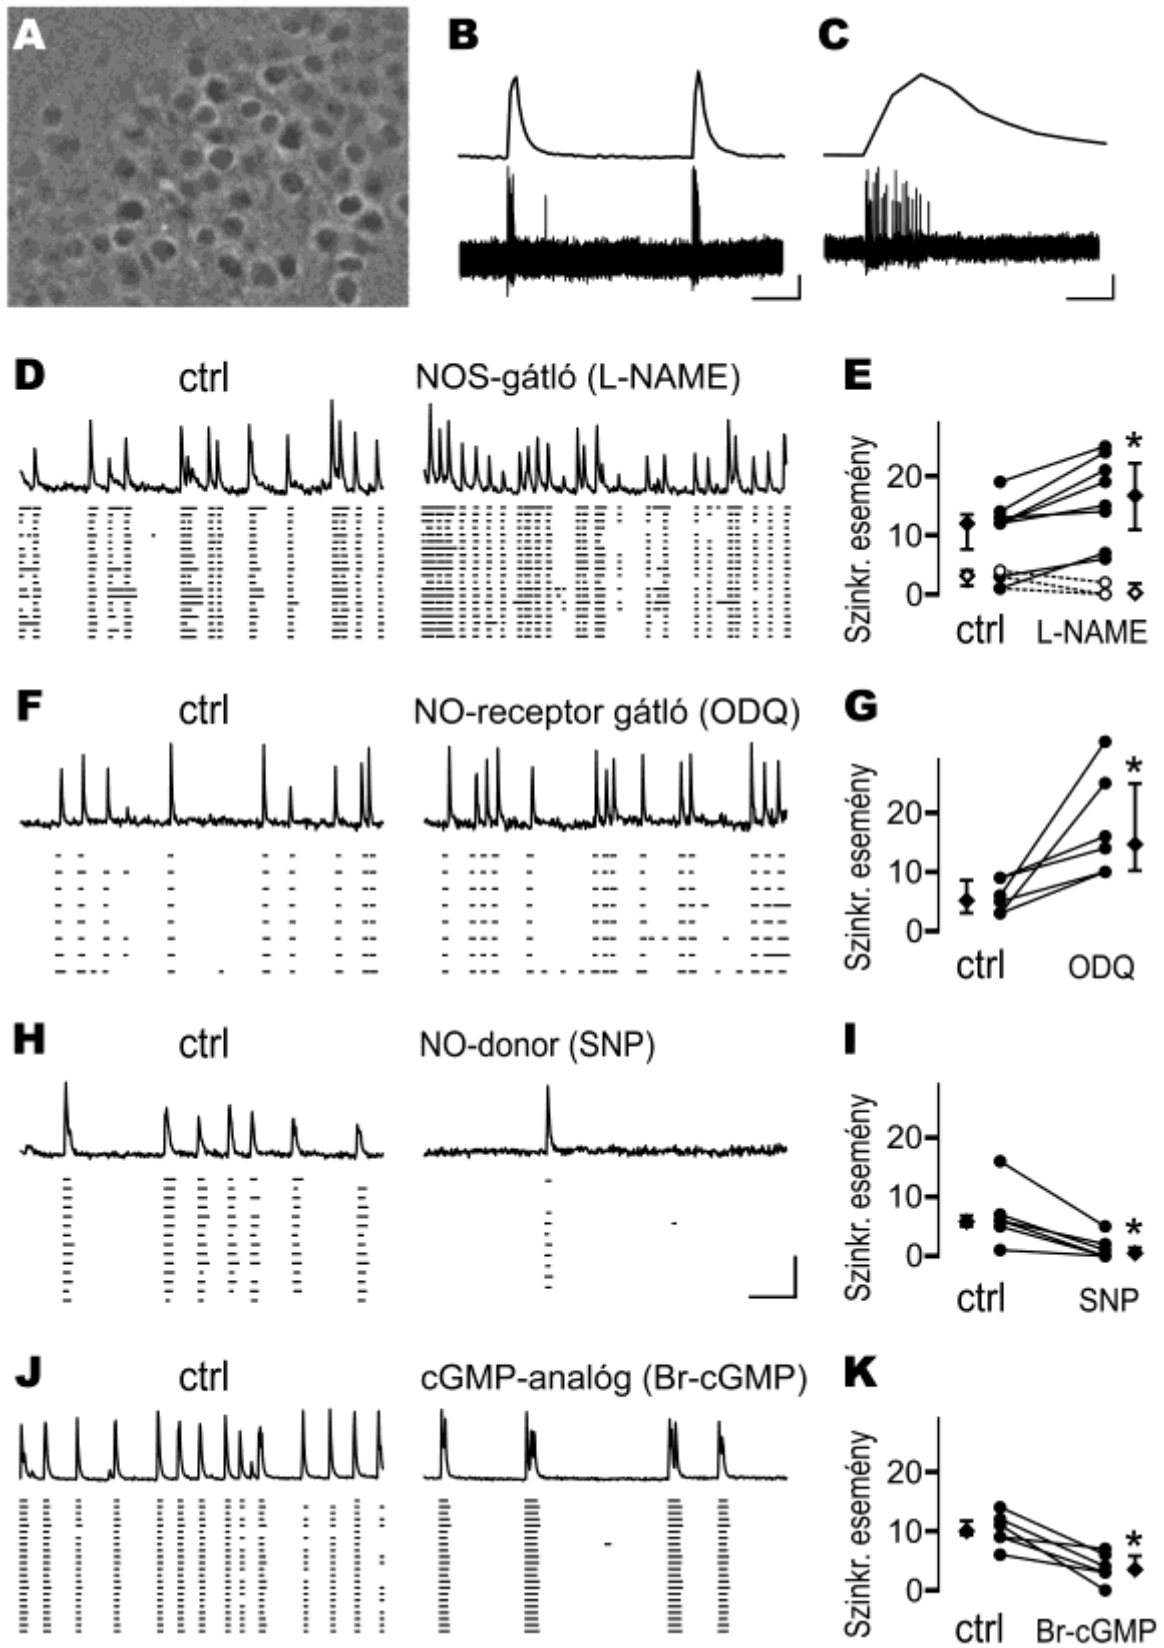 A
B
C
D
ctrl
NOS-gátló (L-NAME)
E
Szinkr. esemény
20
10
0
*
ctrl
L-NAME
F
ctrl
NO-receptor gátló (ODQ)
G
Szinkr. esemény
20
10
0
*
ctrl
ODQ
H
ctrl
NO-donor (SNP)
I
Szinkr. esemény
20
10
0
*
ctrl
SNP
J
ctrl
cGMP-analóg (Br-cGMP)
K
Szinkr. esemény
20
10
0
*
ctrl
Br-cGMP